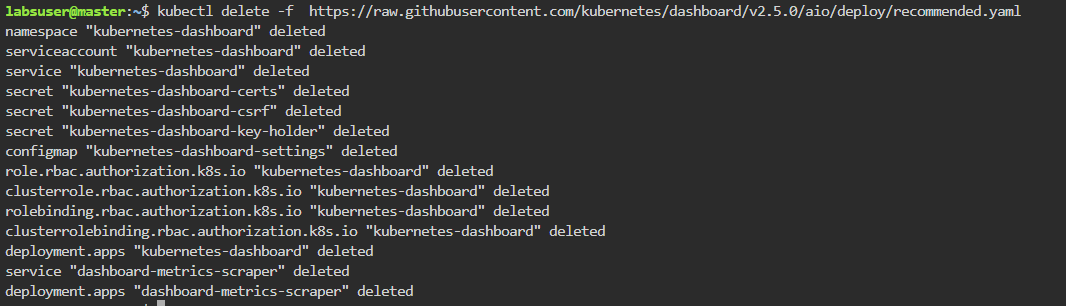 labsuser@master:~$ kubectl delete -f  https://raw.githubusercontent.com/kubernetes/dashboard/v2.5.0/aio/deploy/recommended.yaml
namespace "kubernetes-dashboard" deleted
serviceaccount "kubernetes-dashboard" deleted
service "kubernetes-dashboard" deleted
secret "kubernetes-dashboard-certs" deleted
secret "kubernetes-dashboard-csrf" deleted
secret "kubernetes-dashboard-key-holder" deleted
configmap "kubernetes-dashboard-settings" deleted
role.rbac.authorization.k8s.io "kubernetes-dashboard" deleted
clusterrole.rbac.authorization.k8s.io "kubernetes-dashboard" deleted
rolebinding.rbac.authorization.k8s.io "kubernetes-dashboard" deleted
clusterrolebinding.rbac.authorization.k8s.io "kubernetes-dashboard" deleted
deployment.apps "kubernetes-dashboard" deleted
service "dashboard-metrics-scraper" deleted
deployment.apps "dashboard-metrics-scraper" deleted